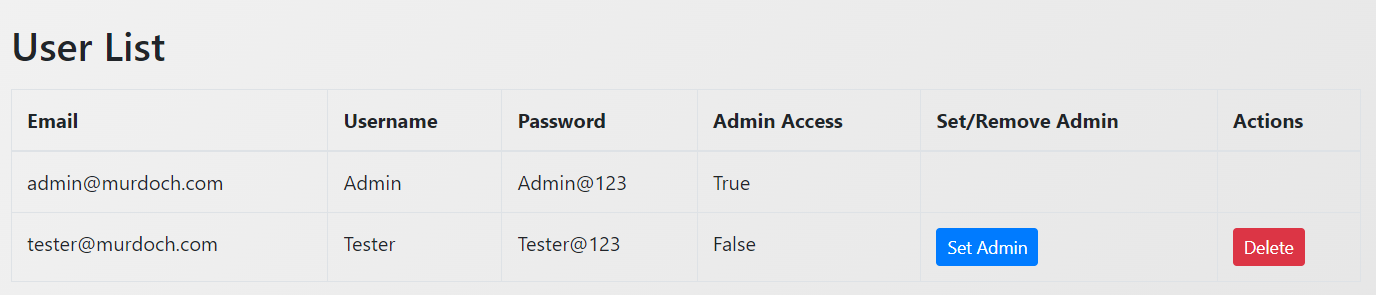 User List
Email Username Password Admin Access Set/Remove Admin Actions
admin@murdoch.com Admin Admin@123 True
tester@murdoch.com Tester Tester@123 False Set Admin Delete